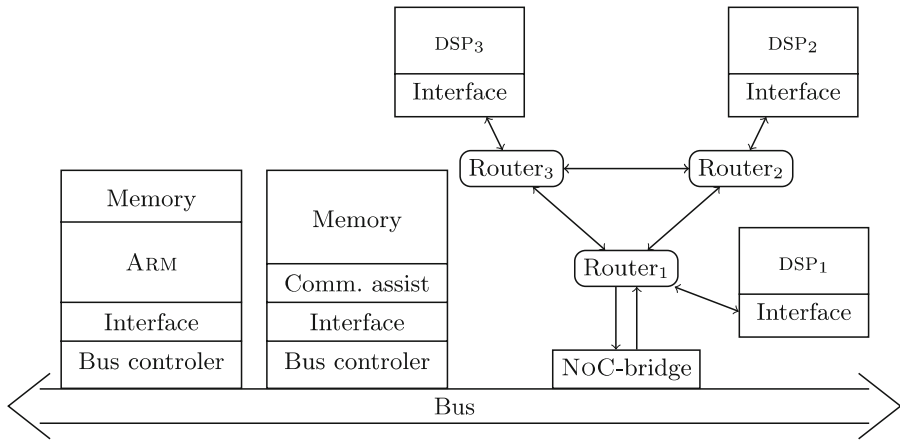 DSP3
Interface
DSP2
Interface
Router3
Router2
Memory
ARM
Interface
Bus controler
Memory
Comm. assist
Interface
Bus controler
Router1
DSP1
Interface
NOC-bridge
Bus